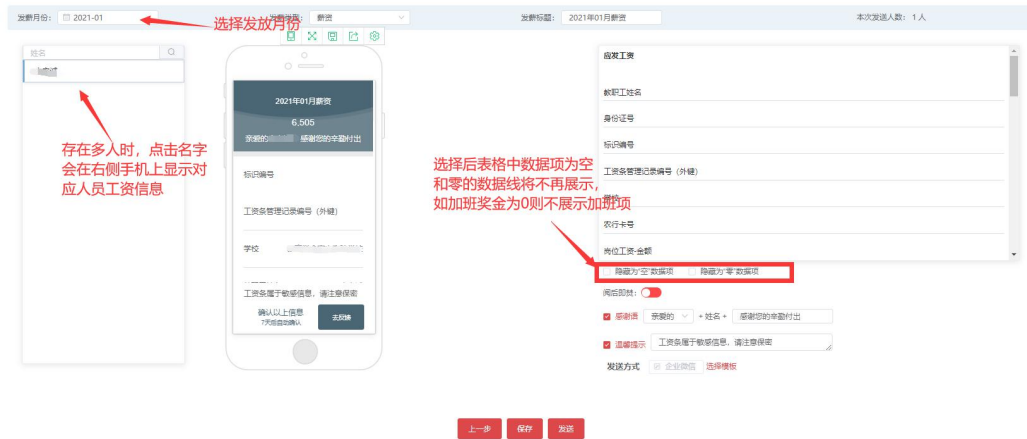 发薪月份： 2021-01
选择发放月份
薪资
发薪标题： 2021年01月薪资
本次发送人数： 1 人
姓名
存在多人时，点击名字
会在右侧手机上显示对
应人员工资信息
2021年01月薪资
6,505
亲爱的 感谢您的辛勤付出
标识编号
工资条管理记录编号（外键）
学校
工资条属于敏感信息，请注意保密
确认以上信息
7天后自动确认
去反馈
选择后表格中数据项为空
和零的数据线将不再展示，
如加班奖金为0则不展示加班项
应发工资
教职工姓名
身份证号
标识编号
工资条管理记录编号（外键）
学校
农行卡号
岗位工资-金额
隐藏为“空”数据项 隐藏为“零”数据项
阅后即焚：
感谢语 亲爱的 + 姓名 + 感谢您的辛勤付出
温馨提示 工资条属于敏感信息，请注意保密
发送方式 企业微信 选择模板
上一步 保存 发送